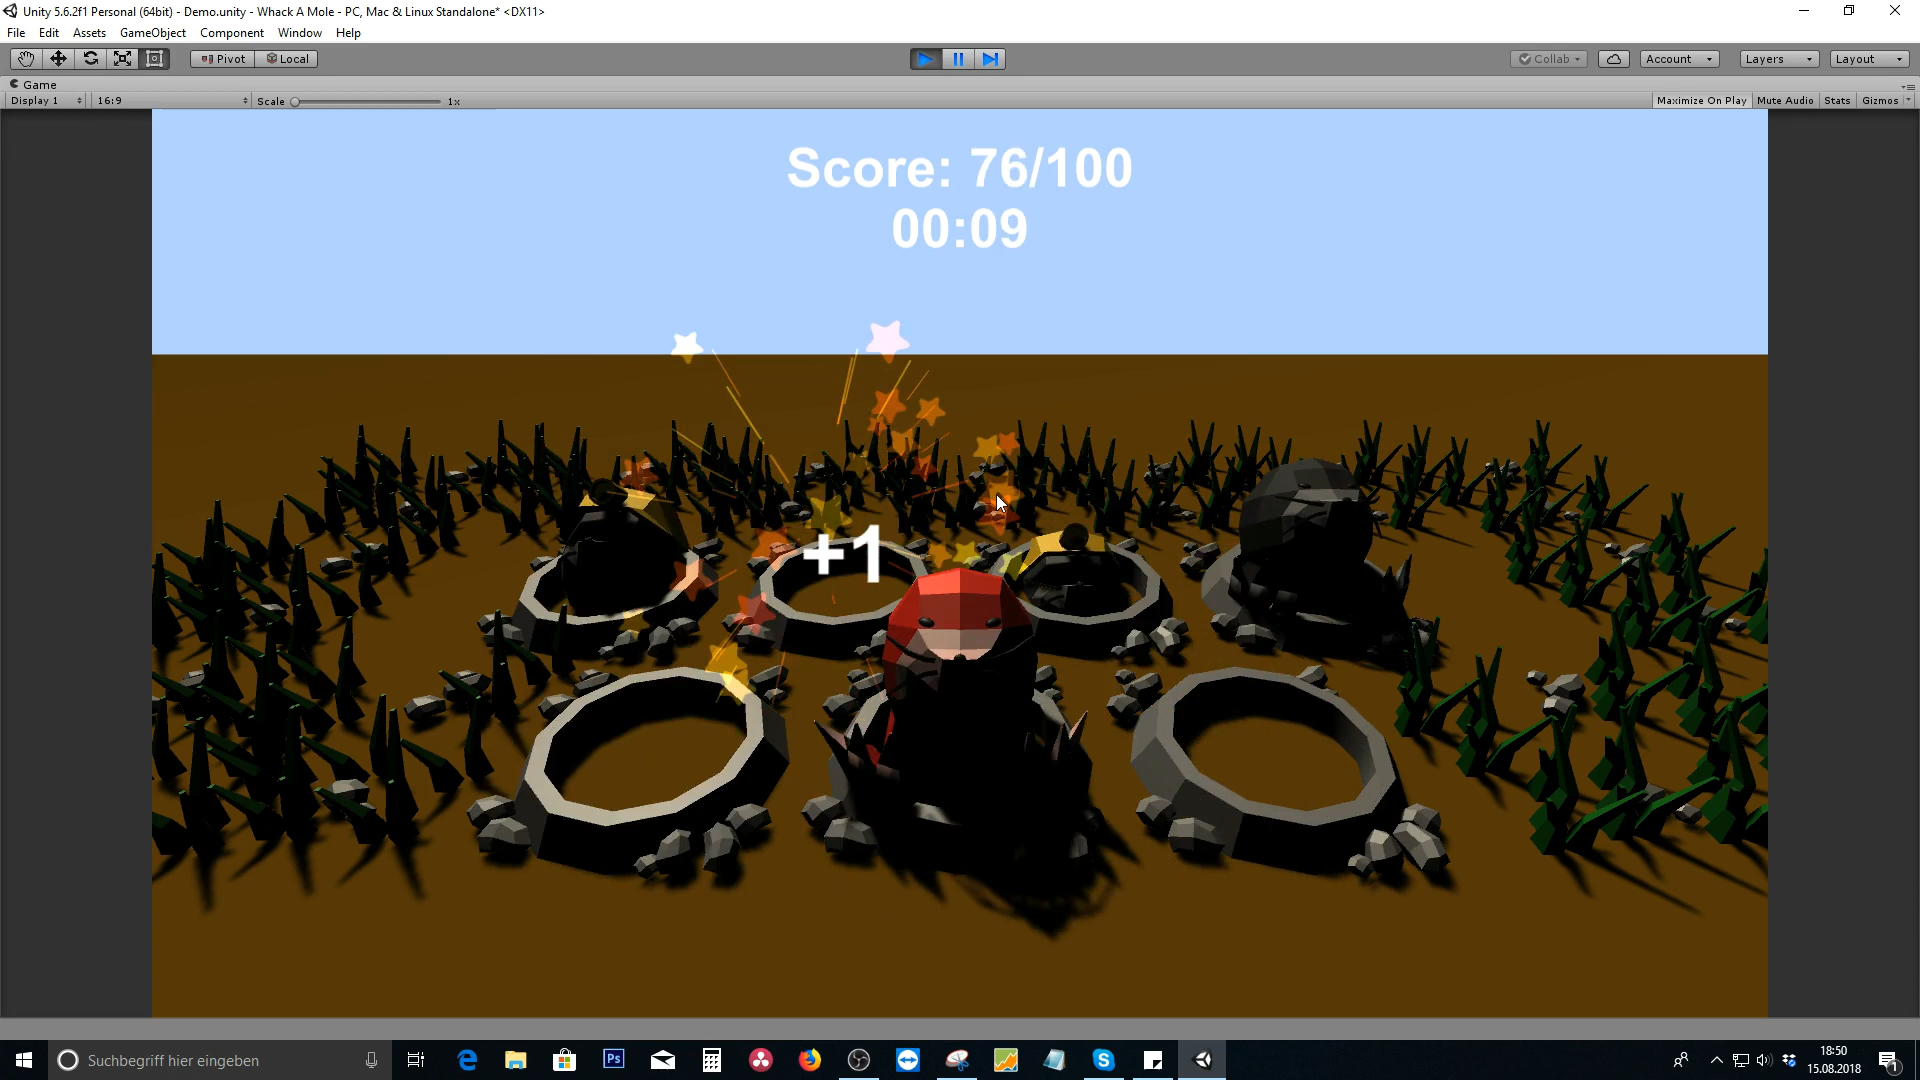 Unity 5.6.2f1 Personal (64bit) - Demo.unity - Whack A Mole - PC, Mac & Linux Standalone* <DX11>
File Edit Assets GameObject Component Window Help
Pivot Local Collab Account Layers Layout
Game
Display 1 16:9 Scale 1x Maximize On Play Mute Audio Stats Gizmos
Score: 76/100
00:09
+1
Suchbegriff hier eingeben
Ps
S
18:50
15.08.2018
1